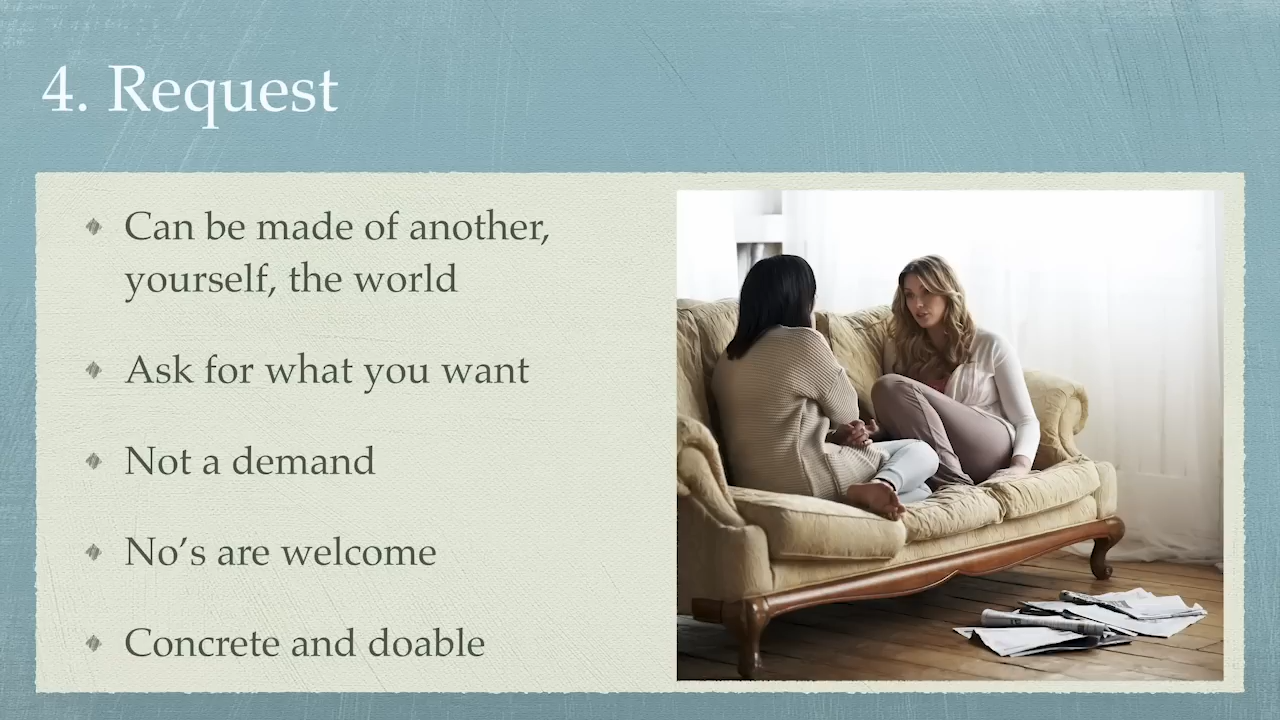 4. Request
Can be made of another,
yourself, the world
Ask for what you want
Not a demand
No’s are welcome
Concrete and doable